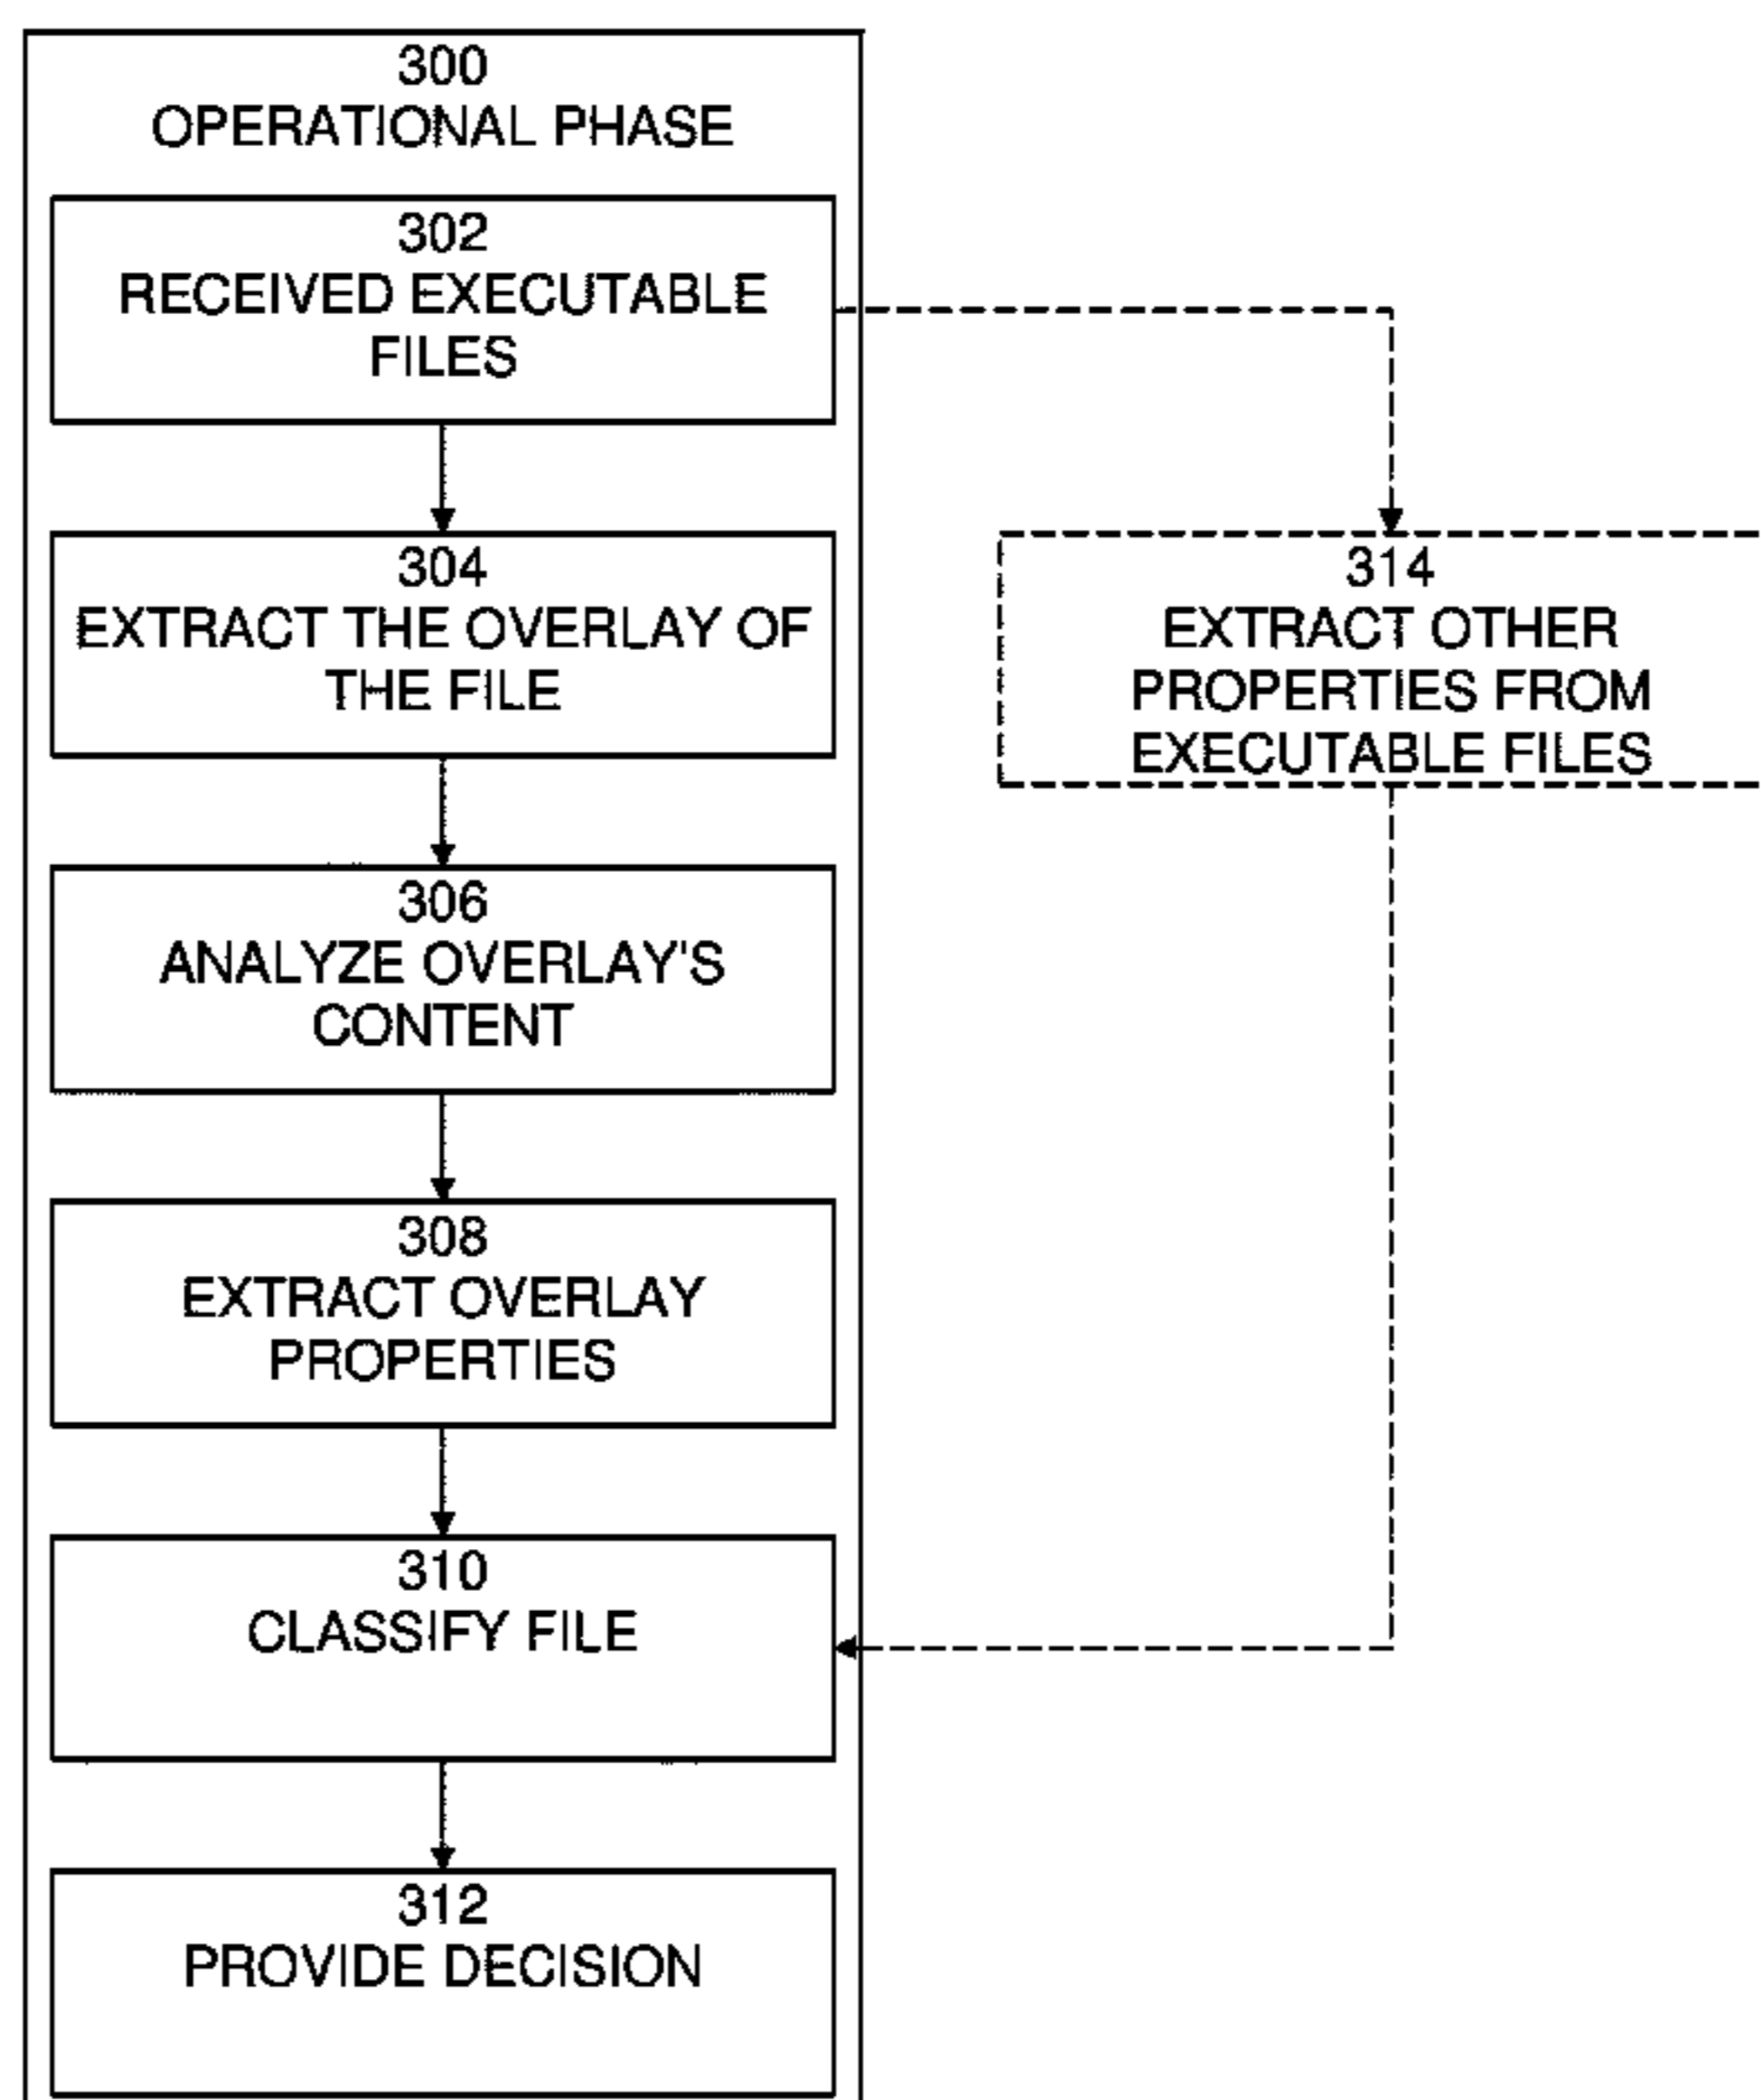 300
OPERATIONAL PHASE
302
RECEIVED EXECUTABLE
FILES
304
EXTRACT THE OVERLAY OF
THE FILE
314
EXTRACT OTHER
PROPERTIES FROM
EXECUTABLE FILES
306
ANALYZE OVERLAY'S
CONTENT
308
EXTRACT OVERLAY
PROPERTIES
310
CLASSIFY FILE
312
PROVIDE DECISION